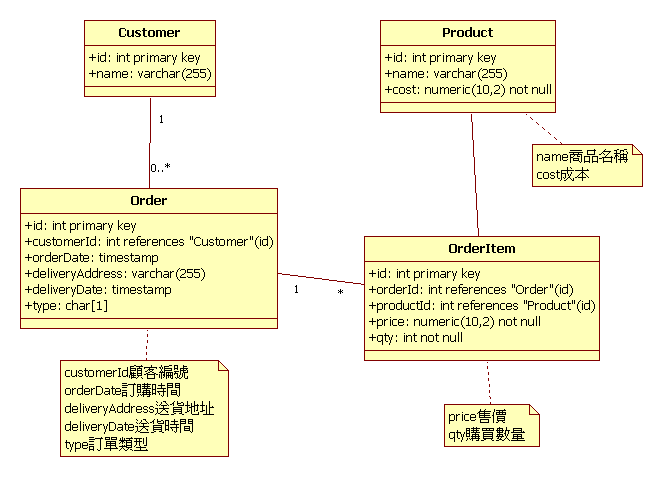 Customer
+id: int primary key
+name: varchar(255)
1
0..*
Order
+id: int primary key
+customerId: int references "Customer"(id)
+orderDate: timestamp
+deliveryAddress: varchar(255)
+deliveryDate: timestamp
+type: char[1]
customerId顧客編號
orderDate訂購時間
deliveryAddress送貨地址
deliveryDate送貨時間
type訂單類型
1
*
Product
+id: int primary key
+name: varchar(255)
+cost: numeric(10,2) not null
name商品名稱
cost成本
OrderItem
+id: int primary key
+orderId: int references "Order"(id)
+productId: int references "Product"(id)
+price: numeric(10,2) not null
+qty: int not null
price售價
qty購買數量